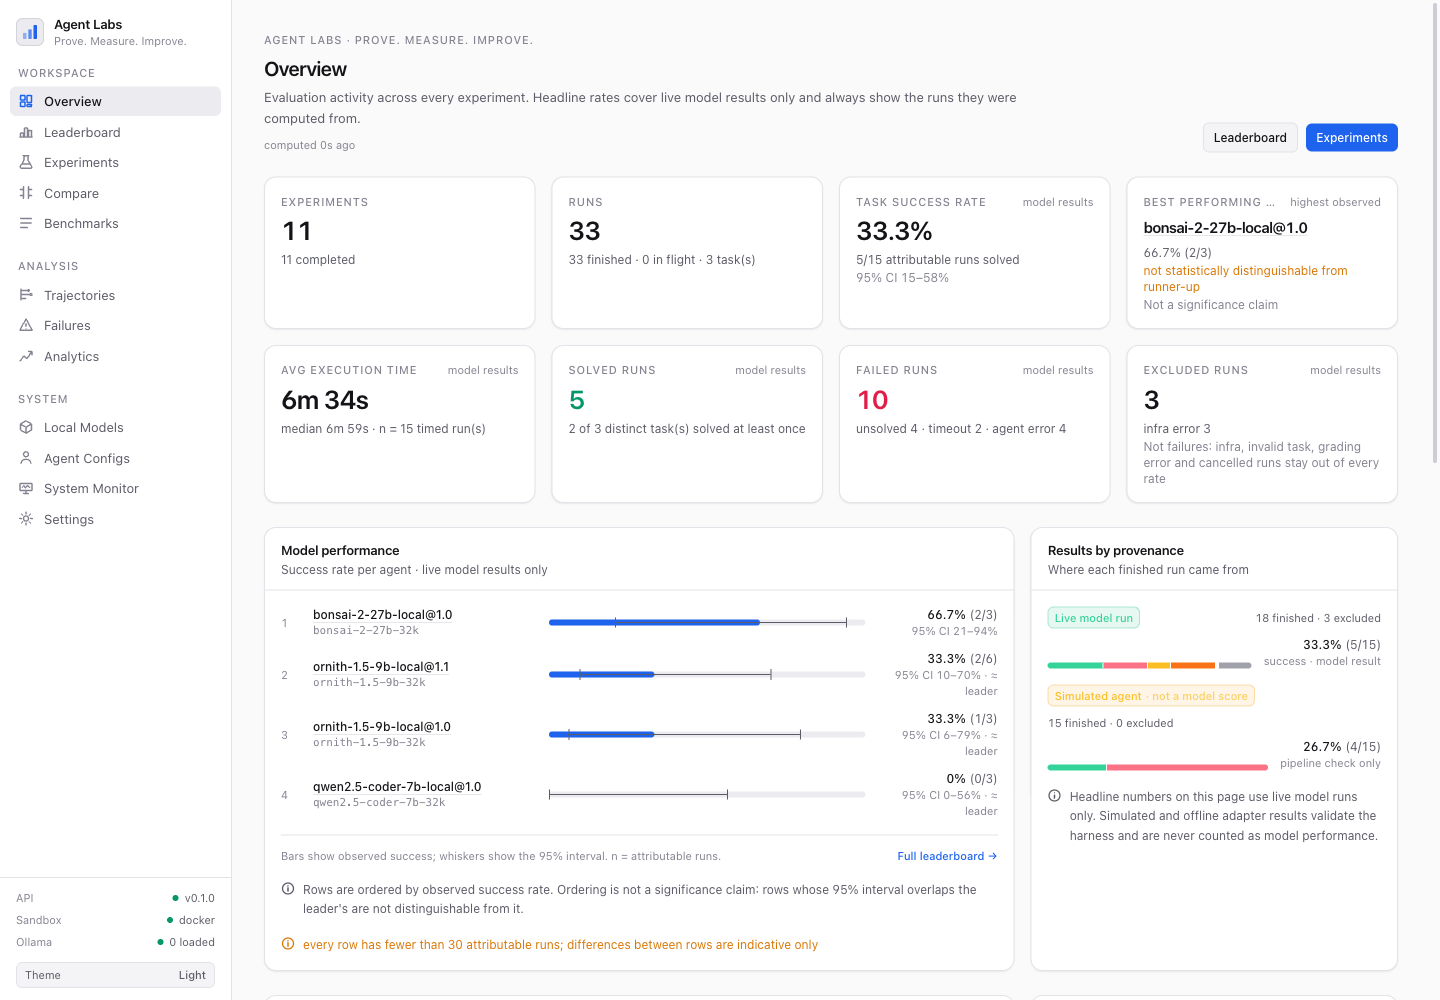 Agent Labs
Prove. Measure. Improve.
WORKSPACE
Overview
Leaderboard
Experiments
Compare
Benchmarks
ANALYSIS
Trajectories
Failures
Analytics
SYSTEM
Local Models
Agent Configs
System Monitor
Settings
API v0.1.0
Sandbox docker
Ollama 0 loaded
Theme Light
AGENT LABS · PROVE. MEASURE. IMPROVE.
Overview
Evaluation activity across every experiment. Headline rates cover live model results only and always show the runs they were
computed from.
computed 0s ago
Leaderboard
Experiments
EXPERIMENTS
11
11 completed
RUNS
33
33 finished · 0 in flight · 3 task(s)
TASK SUCCESS RATE model results
33.3%
5/15 attributable runs solved
95% CI 15–58%
BEST PERFORMING ... highest observed
bonsai-2-27b-local@1.0
66.7% (2/3)
not statistically distinguishable from
runner-up
Not a significance claim
AVG EXECUTION TIME model results
6m 34s
median 6m 59s · n = 15 timed run(s)
SOLVED RUNS model results
5
2 of 3 distinct task(s) solved at least once
FAILED RUNS model results
10
unsolved 4 · timeout 2 · agent error 4
EXCLUDED RUNS model results
3
infra error 3
Not failures: infra, invalid task, grading
error and cancelled runs stay out of every
rate
Model performance
Success rate per agent · live model results only
1 bonsai-2-27b-local@1.0 66.7% (2/3)
bonsai-2-27b-32k 95% CI 21–94%
2 ornith-1.5-9b-local@1.1 33.3% (2/6)
ornith-1.5-9b-32k 95% CI 10–70% · ≈
leader
3 ornith-1.5-9b-local@1.0 33.3% (1/3)
ornith-1.5-9b-32k 95% CI 6–79% · ≈
leader
4 qwen2.5-coder-7b-local@1.0 0% (0/3)
qwen2.5-coder-7b-32k 95% CI 0–56% · ≈
leader
Bars show observed success; whiskers show the 95% interval. n = attributable runs.
Full leaderboard →
Rows are ordered by observed success rate. Ordering is not a significance claim: rows whose 95% interval overlaps the
leader's are not distinguishable from it.
every row has fewer than 30 attributable runs; differences between rows are indicative only
Results by provenance
Where each finished run came from
Live model run 18 finished · 3 excluded
33.3% (5/15)
success · model result
Simulated agent · not a model score
15 finished · 0 excluded
26.7% (4/15)
pipeline check only
Headline numbers on this page use live model runs
only. Simulated and offline adapter results validate the
harness and are never counted as model performance.